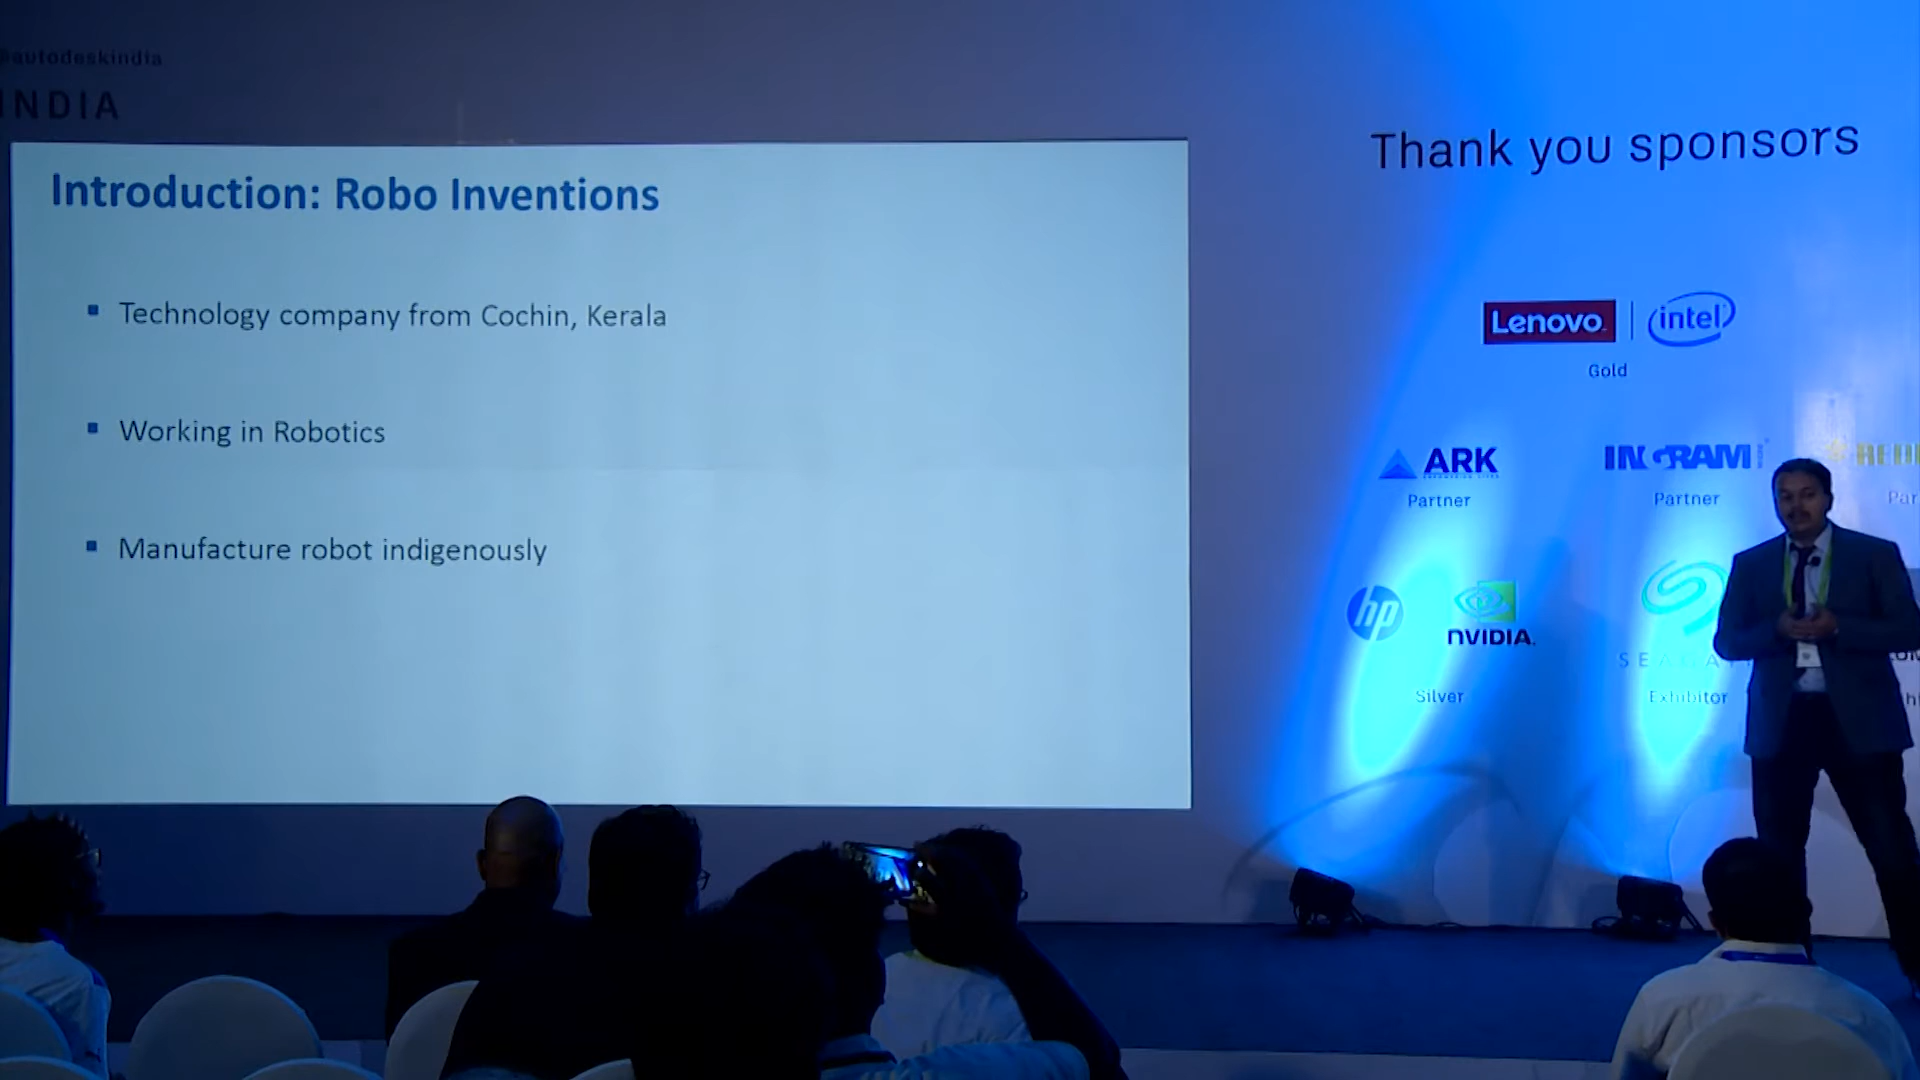 @autodeskindia
INDIA
Introduction: Robo Inventions
Technology company from Cochin, Kerala
Working in Robotics
Manufacture robot indigenously
Thank you sponsors
Lenovo
intel
Gold
ARK
Partner
INGRAM
Partner
hp
NVIDIA
Silver
Exhibitor